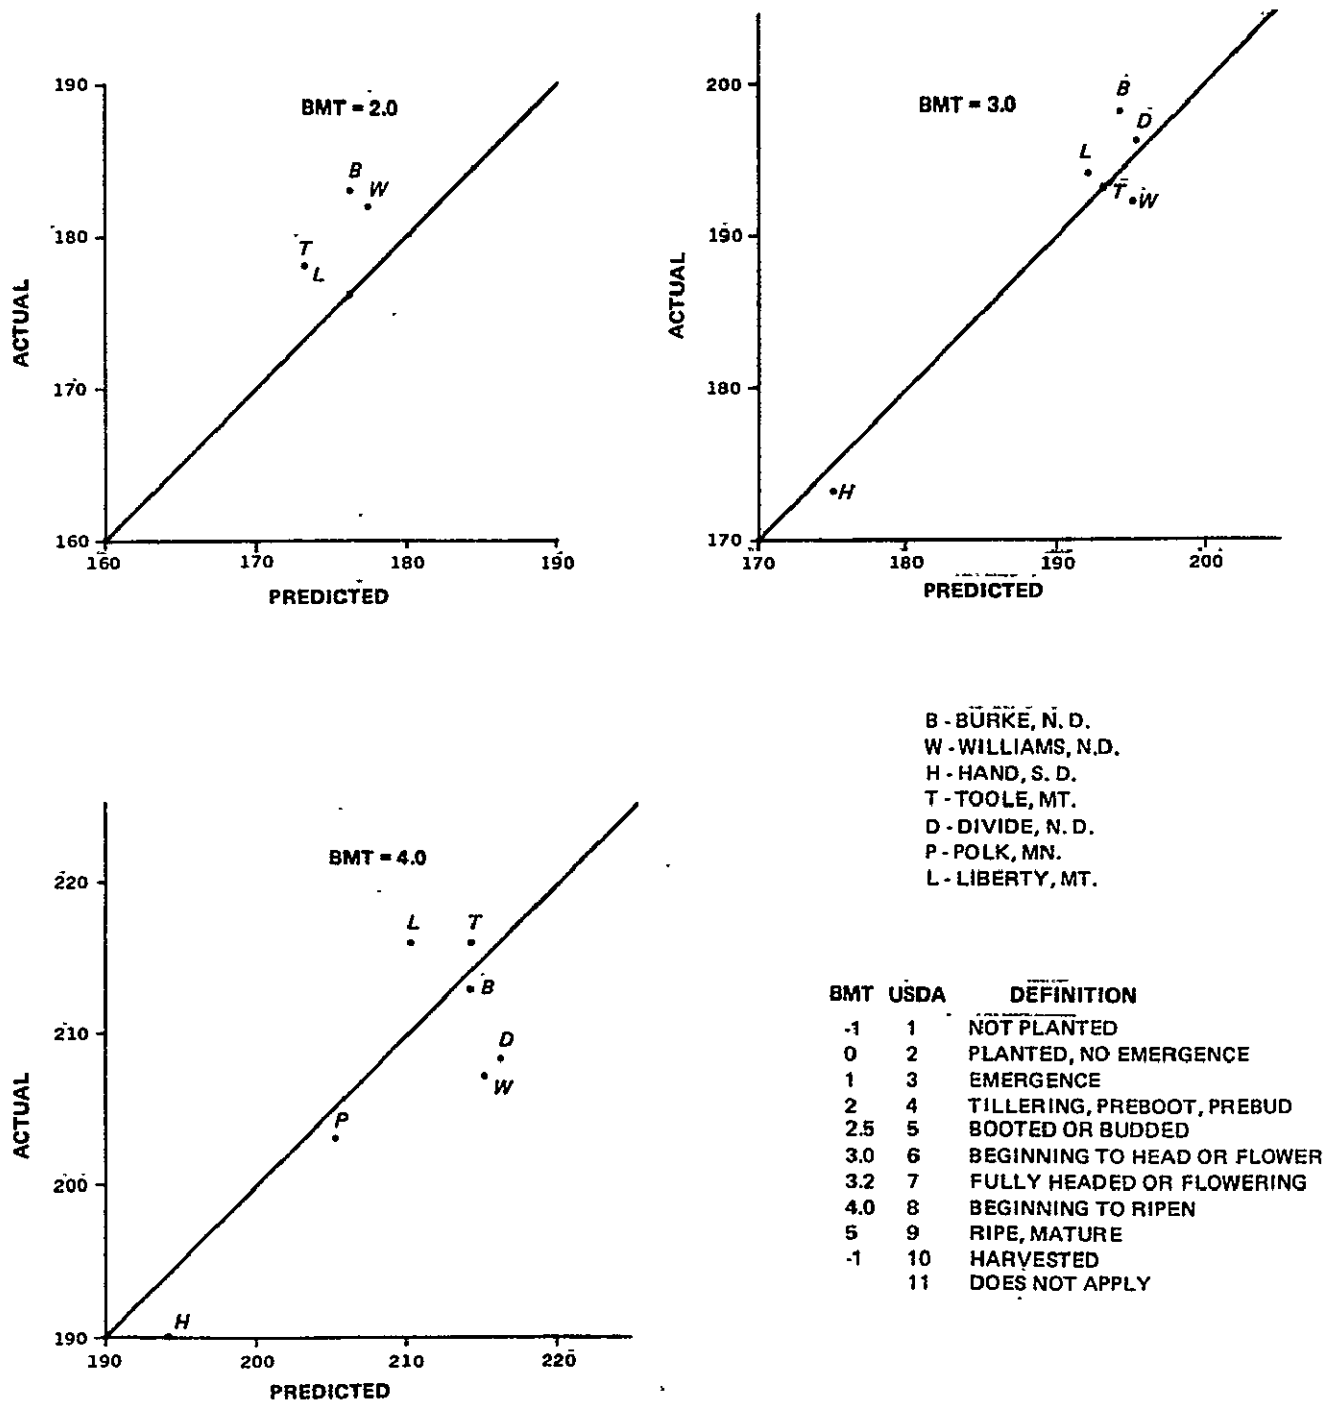 BMT = 2.0
190
180
170
160
ACTUAL
B
W
T
L
160 170 180 190
PREDICTED
BMT = 3.0
200
190
180
170
ACTUAL
B
D
L
T
W
H
170 180 190 200
PREDICTED
BMT = 4.0
220
210
200
190
ACTUAL
L T
B
D
W
P
H
190 200 210 220
PREDICTED
B - BURKE, N. D.
W - WILLIAMS, N.D.
H - HAND, S. D.
T - TOOLE, MT.
D - DIVIDE, N. D.
P - POLK, MN.
L - LIBERTY, MT.
BMT USDA DEFINITION
-1 1 NOT PLANTED
0 2 PLANTED, NO EMERGENCE
1 3 EMERGENCE
2 4 TILLERING, PREBOOT, PREBUD
2.5 5 BOOTED OR BUDDED
3.0 6 BEGINNING TO HEAD OR FLOWER
3.2 7 FULLY HEADED OR FLOWERING
4.0 8 BEGINNING TO RIPEN
5 9 RIPE, MATURE
-1 10 HARVESTED
11 DOES NOT APPLY